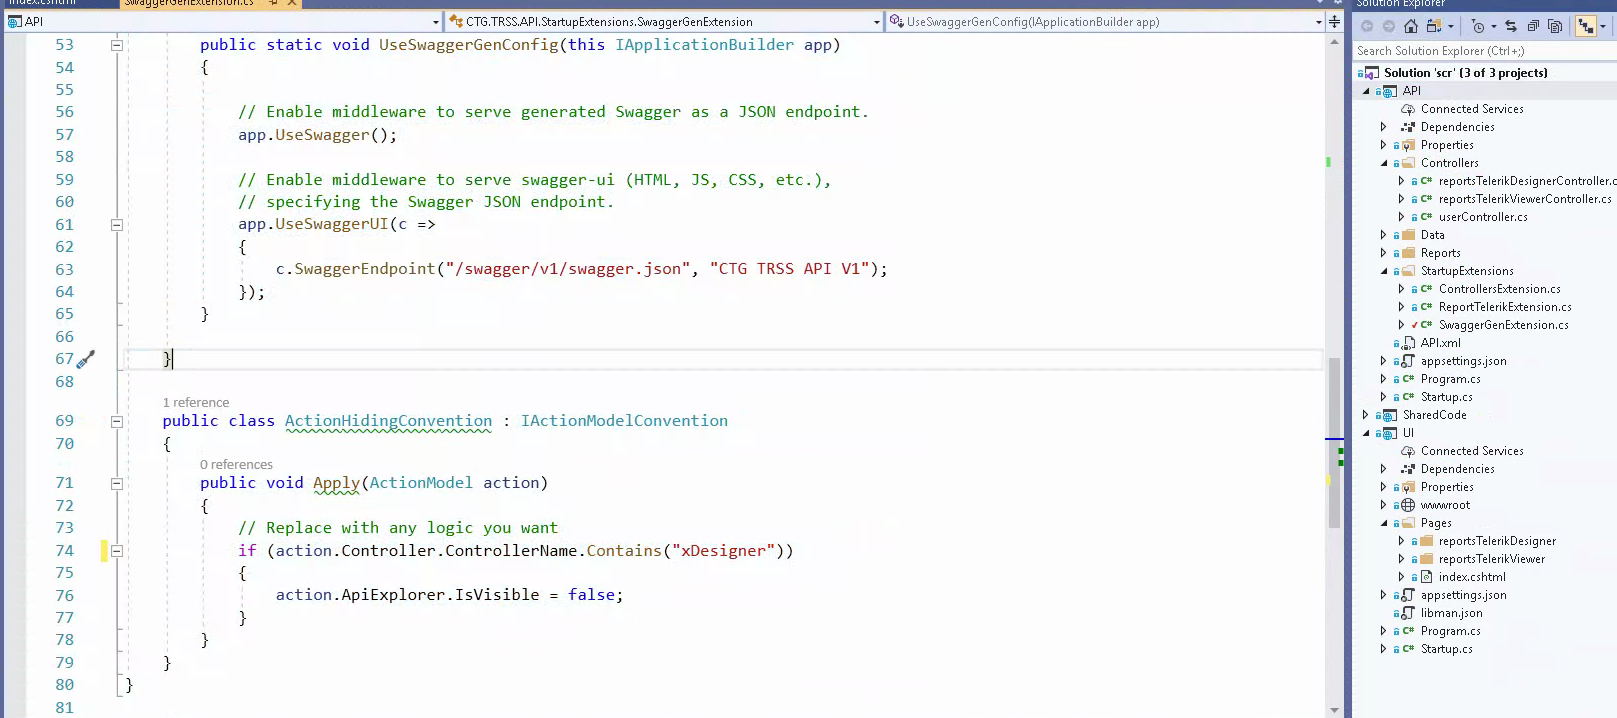 index.cshtml
SwaggerGenExtension.cs
API
CTG.TRSS.API.StartupExtensions.SwaggerGenExtension
UseSwaggerGenConfig(IApplicationBuilder app)
53 public static void UseSwaggerGenConfig(this IApplicationBuilder app)
54 {
55
56 // Enable middleware to serve generated Swagger as a JSON endpoint.
57 app.UseSwagger();
58
59 // Enable middleware to serve swagger-ui (HTML, JS, CSS, etc.),
60 // specifying the Swagger JSON endpoint.
61 app.UseSwaggerUI(c =>
62 {
63 c.SwaggerEndpoint("/swagger/v1/swagger.json", "CTG TRSS API V1");
64 });
65 }
66
67 }
68
1 reference
69 public class ActionHidingConvention : IActionModelConvention
70 {
0 references
71 public void Apply(ActionModel action)
72 {
73 // Replace with any logic you want
74 if (action.Controller.ControllerName.Contains("xDesigner"))
75 {
76 action.ApiExplorer.IsVisible = false;
77 }
78 }
79 }
80 }
81
Solution Explorer
Search Solution Explorer (Ctrl+;)
Solution 'scr' (3 of 3 projects)
API
Connected Services
Dependencies
Properties
Controllers
C# reportsTelerikDesignerController.c
C# reportsTelerikViewerController.cs
C# userController.cs
Data
Reports
StartupExtensions
C# ControllersExtension.cs
C# ReportTelerikExtension.cs
C# SwaggerGenExtension.cs
API.xml
appsettings.json
C# Program.cs
C# Startup.cs
SharedCode
UI
Connected Services
Dependencies
Properties
wwwroot
Pages
reportsTelerikDesigner
reportsTelerikViewer
index.cshtml
appsettings.json
libman.json
C# Program.cs
C# Startup.cs